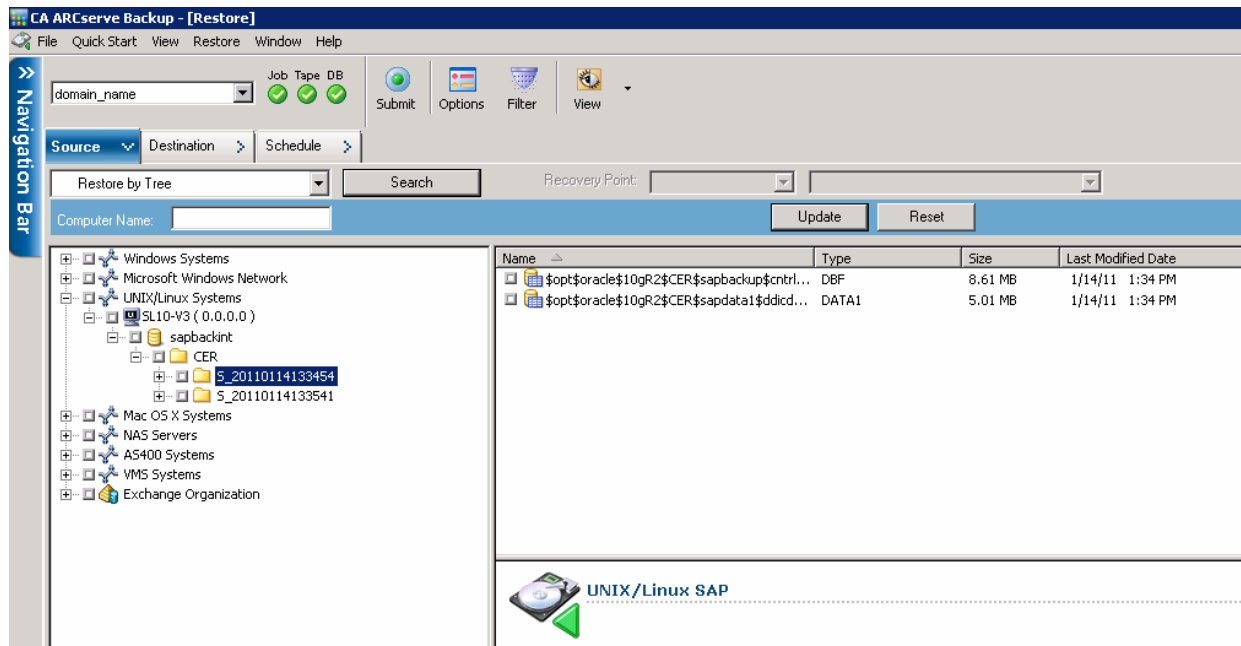 CA ARCserve Backup - [Restore]
File Quick Start View Restore Window Help
Navigation Bar
domain_name
Job Tape DB
Submit Options Filter View
Source Destination Schedule
Restore by Tree Search Recovery Point:
Computer Name: Update Reset
Windows Systems
Microsoft Windows Network
UNIX/Linux Systems
SL10-V3 ( 0.0.0.0 )
sapbackint
CER
S_20110114133454
S_20110114133541
Mac OS X Systems
NAS Servers
AS400 Systems
VMS Systems
Exchange Organization
Name Type Size Last Modified Date
$opt$oracle$10gR2$CER$sapbackup$cntrl... DBF 8.61 MB 1/14/11 1:34 PM
$opt$oracle$10gR2$CER$sapdata1$ddicd... DATA1 5.01 MB 1/14/11 1:34 PM
UNIX/Linux SAP